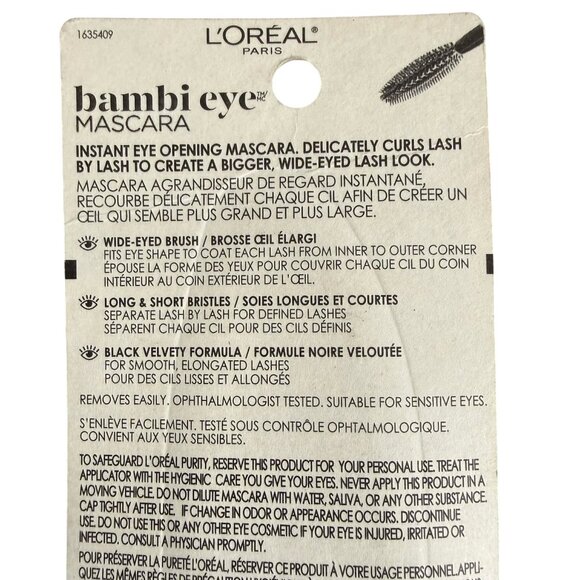 1635409
L'ORÉAL®
PARIS
bambi eye TM/MC
MASCARA
INSTANT EYE OPENING MASCARA. DELICATELY CURLS LASH
BY LASH TO CREATE A BIGGER, WIDE-EYED LASH LOOK.
MASCARA AGRANDISSEUR DE REGARD INSTANTANÉ,
RECOURBE DÉLICATEMENT CHAQUE CIL AFIN DE CRÉER UN
ŒIL QUI SEMBLE PLUS GRAND ET PLUS LARGE.
WIDE-EYED BRUSH / BROSSE ŒIL ÉLARGI
FITS EYE SHAPE TO COAT EACH LASH FROM INNER TO OUTER CORNER
ÉPOUSE LA FORME DES YEUX POUR COUVRIR CHAQUE CIL DU COIN
INTÉRIEUR AU COIN EXTÉRIEUR DE L'ŒIL.
LONG & SHORT BRISTLES / SOIES LONGUES ET COURTES
SEPARATE LASH BY LASH FOR DEFINED LASHES
SÉPARENT CHAQUE CIL POUR DES CILS DÉFINIS
BLACK VELVETY FORMULA / FORMULE NOIRE VELOUTÉE
FOR SMOOTH, ELONGATED LASHES
POUR DES CILS LISSES ET ALLONGÉS
REMOVES EASILY. OPHTHALMOLOGIST TESTED. SUITABLE FOR SENSITIVE EYES.
S'ENLÈVE FACILEMENT. TESTÉ SOUS CONTRÔLE OPHTALMOLOGIQUE.
CONVIENT AUX YEUX SENSIBLES.
TO SAFEGUARD L'ORÉAL PURITY, RESERVE THIS PRODUCT FOR YOUR PERSONAL USE. TREAT THE
APPLICATOR WITH THE HYGIENIC CARE YOU GIVE YOUR EYES. NEVER APPLY THIS PRODUCT IN A
MOVING VEHICLE. DO NOT DILUTE MASCARA WITH WATER, SALIVA, OR ANY OTHER SUBSTANCE.
CAP TIGHTLY AFTER USE. IF CHANGE IN ODOR OR APPEARANCE OCCURS. DISCONTINUE
USE. DO NOT USE THIS OR ANY OTHER EYE COSMETIC IF YOUR EYE IS INJURED, IRRITATED OR
INFECTED. CONSULT A PHYSICIAN PROMPTLY.
POUR PRÉSERVER LA PURETÉ L'ORÉAL, RÉSERVER CE PRODUIT À VOTRE USAGE PERSONNEL. APPLI-
QUEZ LES MÊMES RÈGLES DE